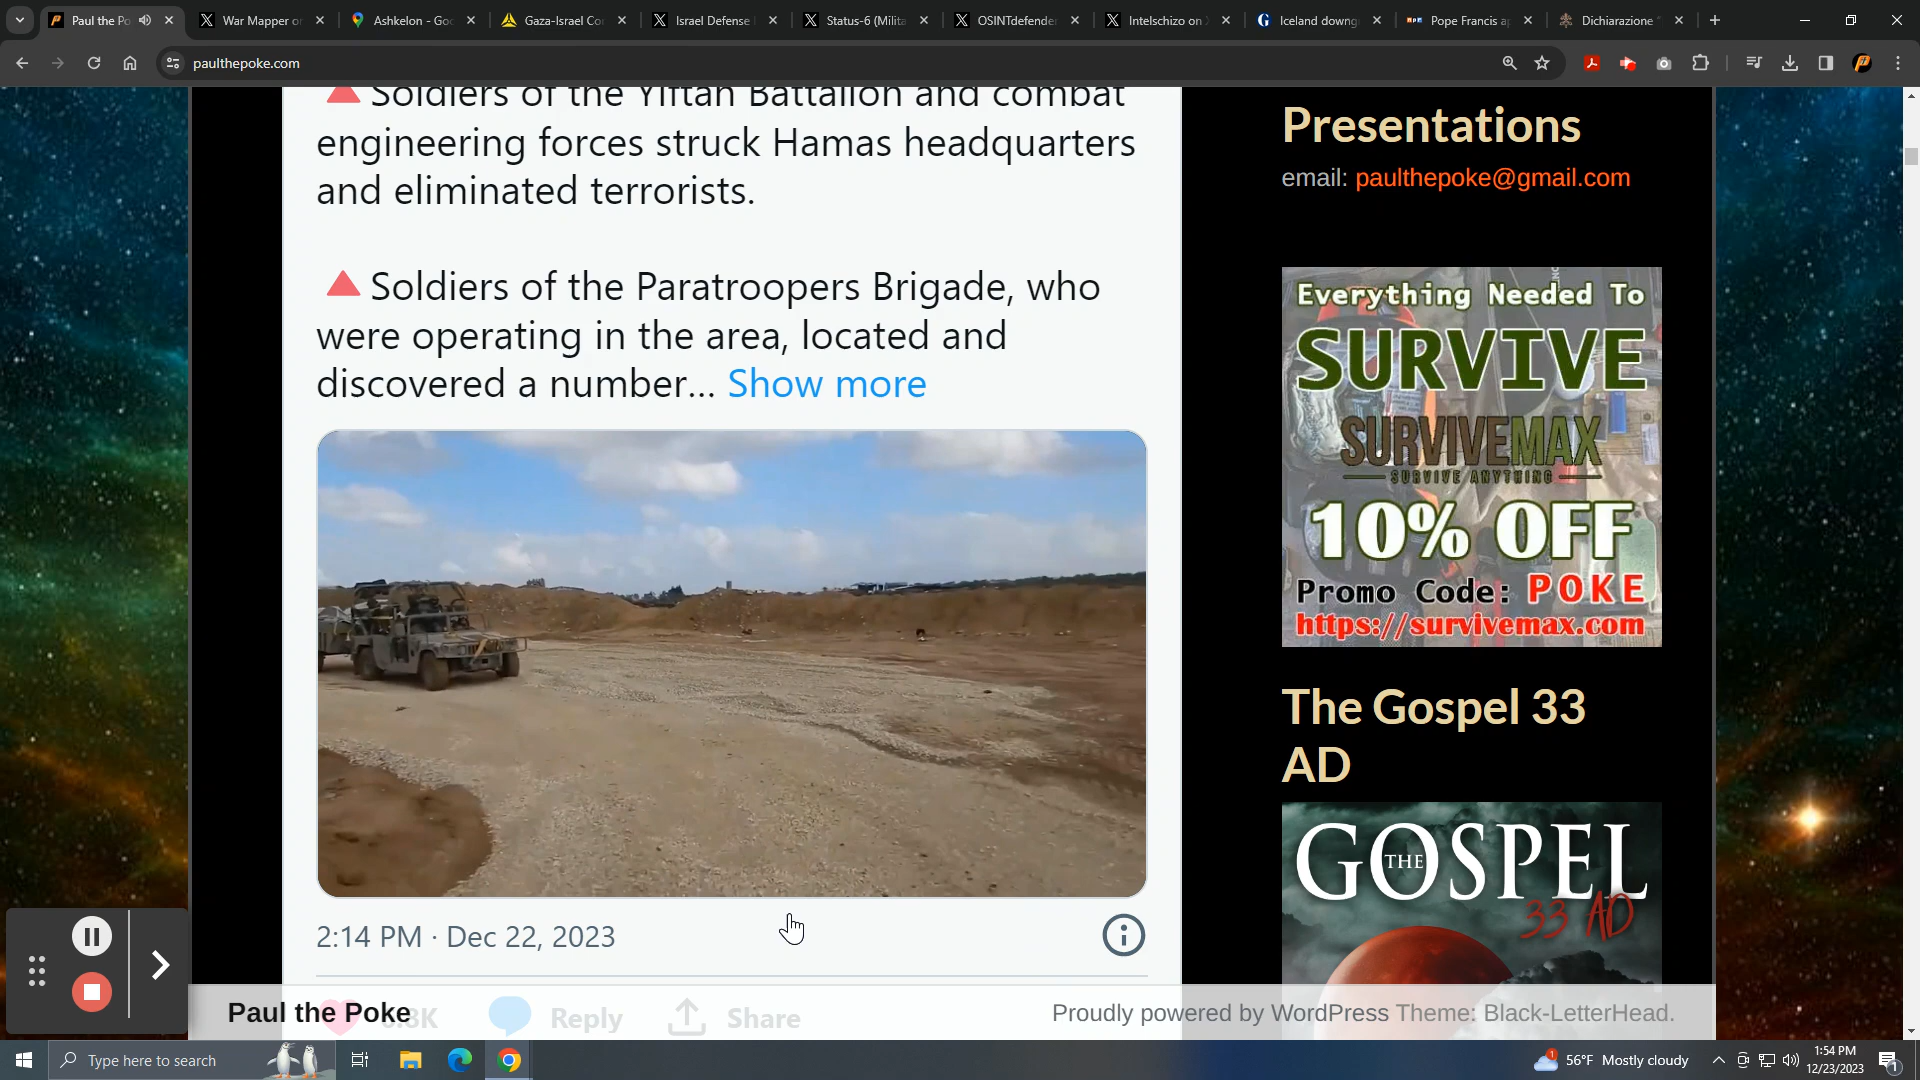 Paul the Po
War Mapper or
Ashkelon - Goo
Gaza-Israel Co
Israel Defense
Status-6 (Milita
OSINTdefende
Intelschizo on X
Iceland downg
Pope Francis ap
Dichiarazione "
paulthepoke.com
Soldiers of the Yiftah Battalion and combat
engineering forces struck Hamas headquarters
and eliminated terrorists.
Soldiers of the Paratroopers Brigade, who
were operating in the area, located and
discovered a number... Show more
2:14 PM · Dec 22, 2023
Reply
Share
Presentations
email: paulthepoke@gmail.com
Everything Needed To
SURVIVE
SURVIVEMAX
SURVIVE ANYTHING
10% OFF
Promo Code: POKE
https://survivemax.com
The Gospel 33
AD
THE GOSPEL
33 AD
Paul the Poke
Proudly powered by WordPress Theme: Black-LetterHead.
Type here to search
1
56°F Mostly cloudy
1:54 PM
12/23/2023
1